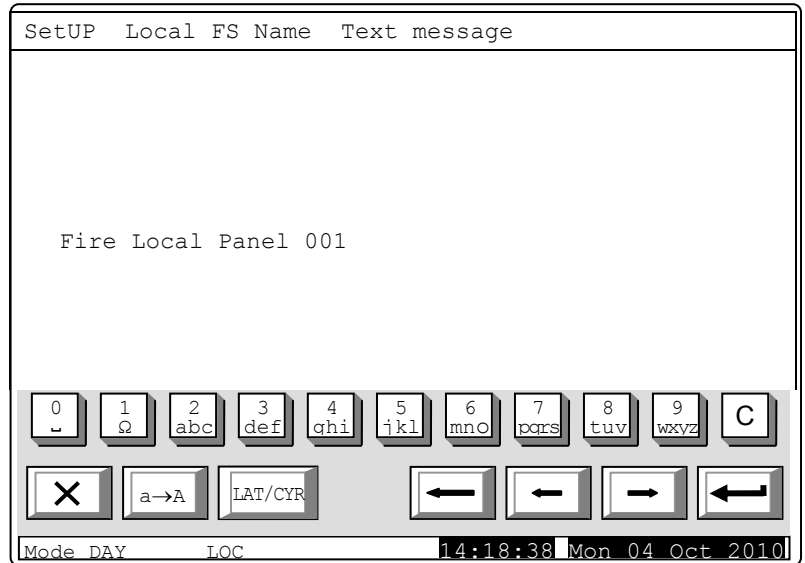 SetUP Local FS Name Text message
Fire Local Panel 001
0 1 2 3 4 5 6 7 8 9 C
␣ Ω abc def ghi jkl mno pqrs tuv wxyz
X a→A LAT/CYR ← ← → ↵
Mode DAY LOC 14:18:38 Mon 04 Oct 2010